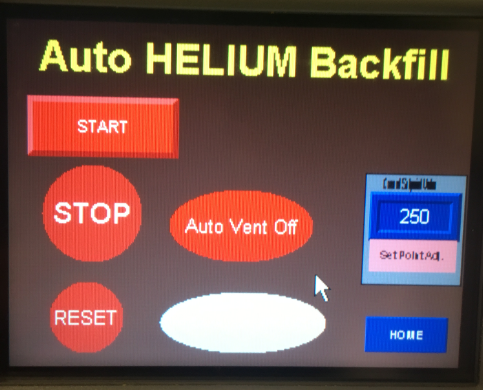 Auto HELIUM Backfill
START
STOP
Auto Vent Off
250
Set Point Adj.
RESET
HOME